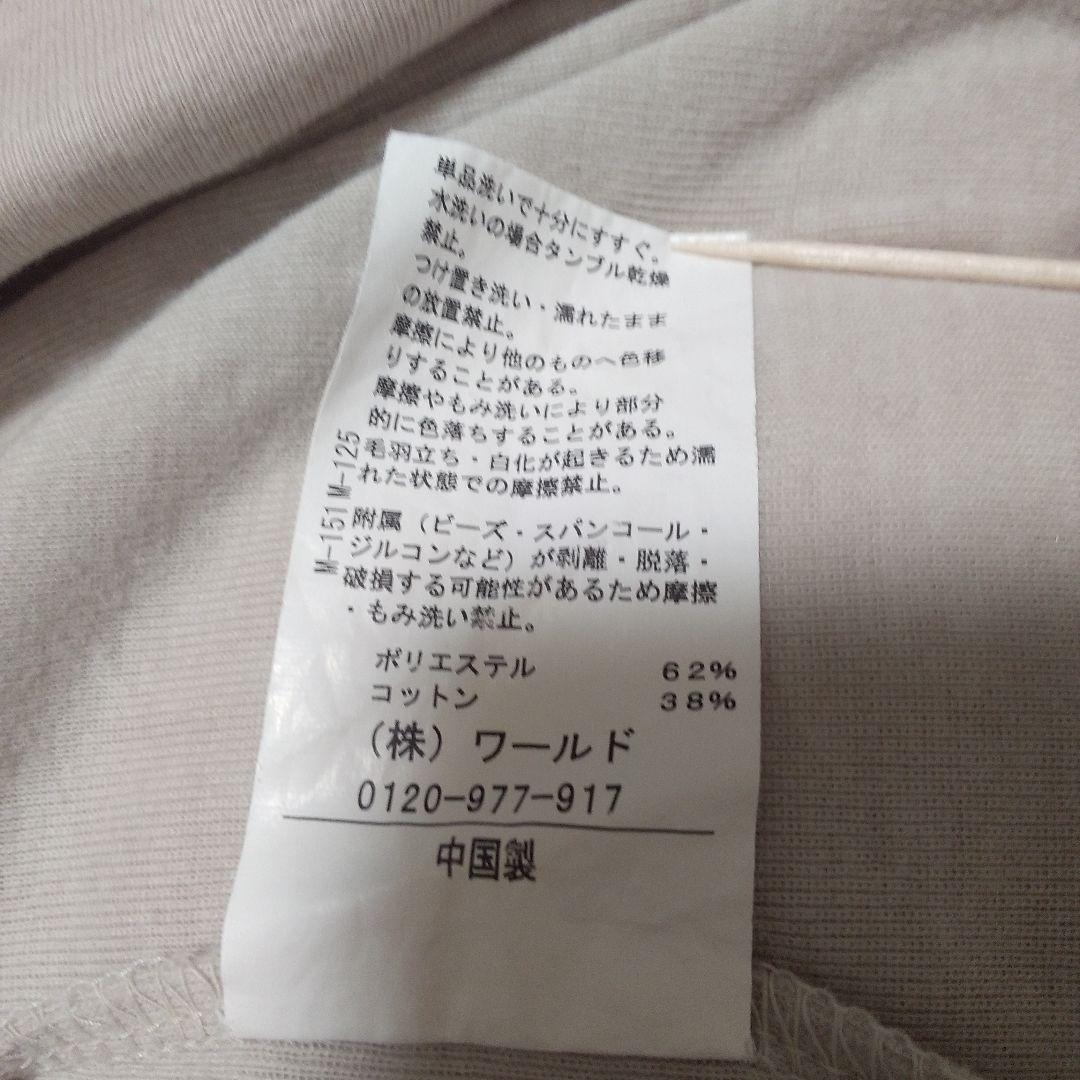 単品洗いで十分にすすぐ。
水洗いの場合タンブル乾燥
禁止。
つけ置き洗い・濡れたまま
の放置禁止。
摩擦により他のものへ色移
りすることがある。
摩擦やもみ洗いにより部分
的に色落ちすることがある。
毛羽立ち・白化が起きるため濡
れた状態での摩擦禁止。
M-125
附属（ビーズ・スパンコール・
ジルコンなど）が剥離・脱落・
破損する可能性があるため摩擦
・もみ洗い禁止。
M-151
ポリエステル 62%
コットン 38%
（株）ワールド
0120-977-917
中国製